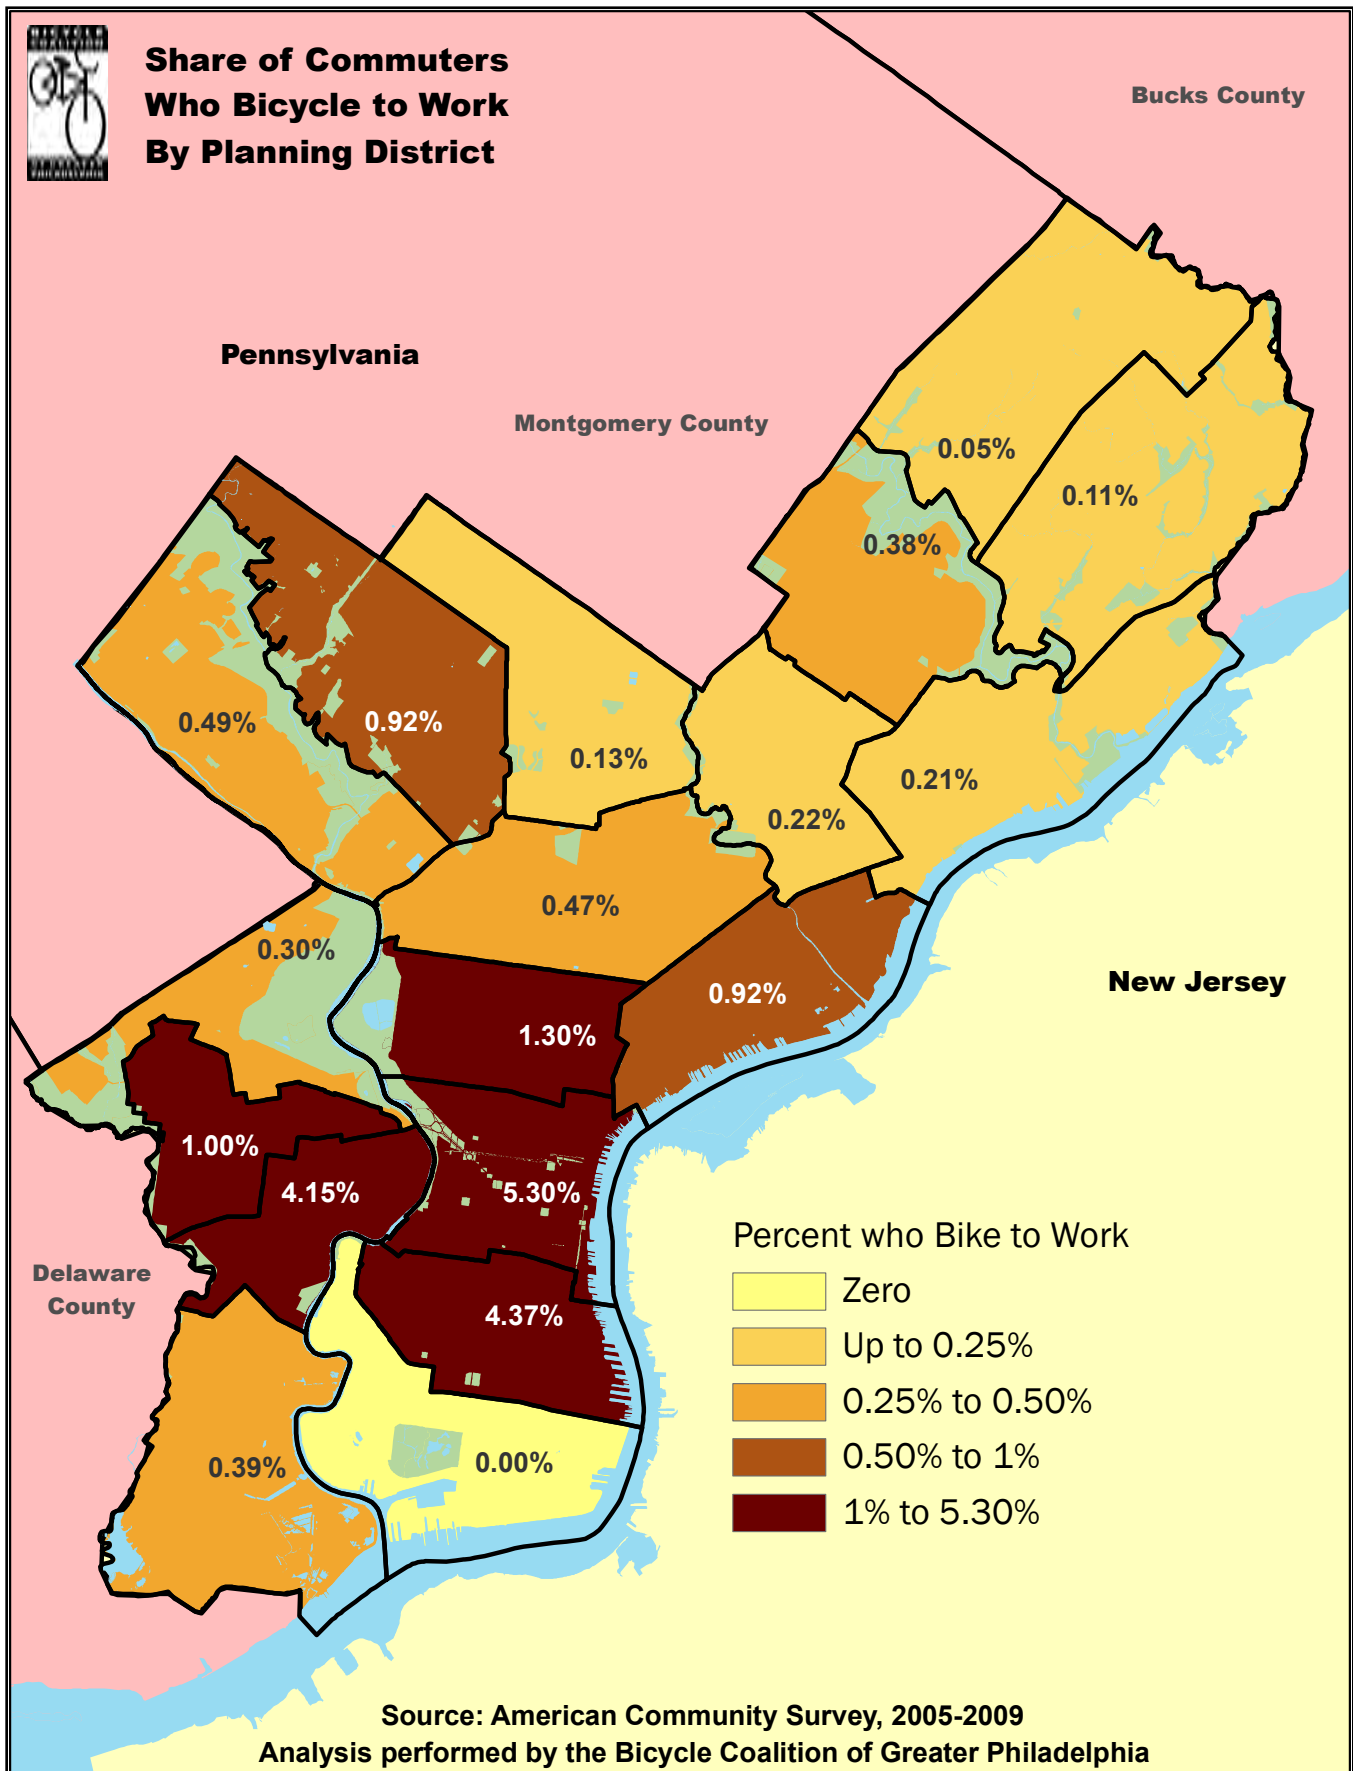 Share of Commuters
Who Bicycle to Work
By Planning District
Bucks County
Pennsylvania
Montgomery County
0.05%
0.11%
0.38%
0.49%
0.92%
0.13%
0.21%
0.22%
0.47%
0.30%
0.92%
New Jersey
1.30%
1.00%
4.15%
5.30%
Delaware
County
4.37%
0.39%
0.00%
Percent who Bike to Work
Zero
Up to 0.25%
0.25% to 0.50%
0.50% to 1%
1% to 5.30%
Source: American Community Survey, 2005-2009
Analysis performed by the Bicycle Coalition of Greater Philadelphia